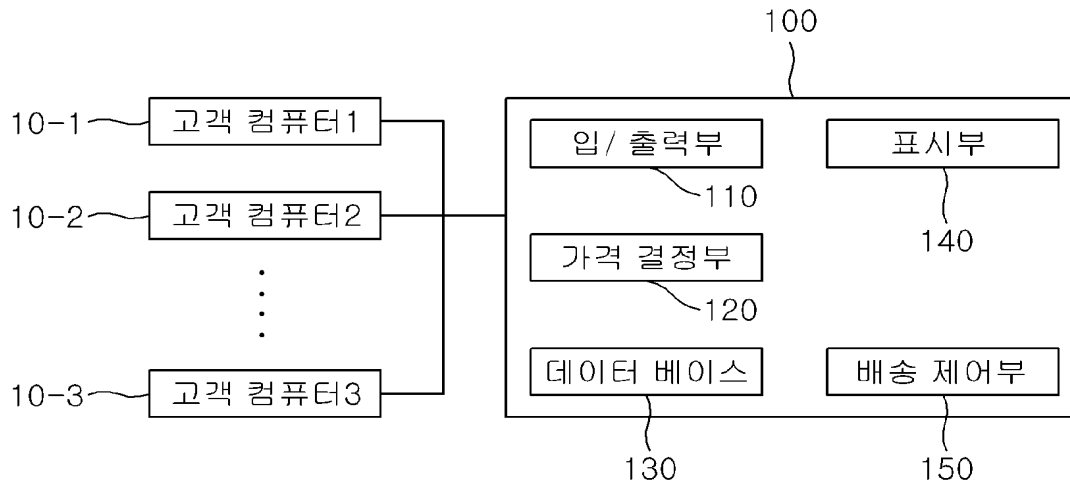 100
10-1
고객 컴퓨터1
입/ 출력부
표시부
110
140
10-2
고객 컴퓨터2
가격 결정부
120
10-3
고객 컴퓨터3
데이터 베이스
배송 제어부
130
150